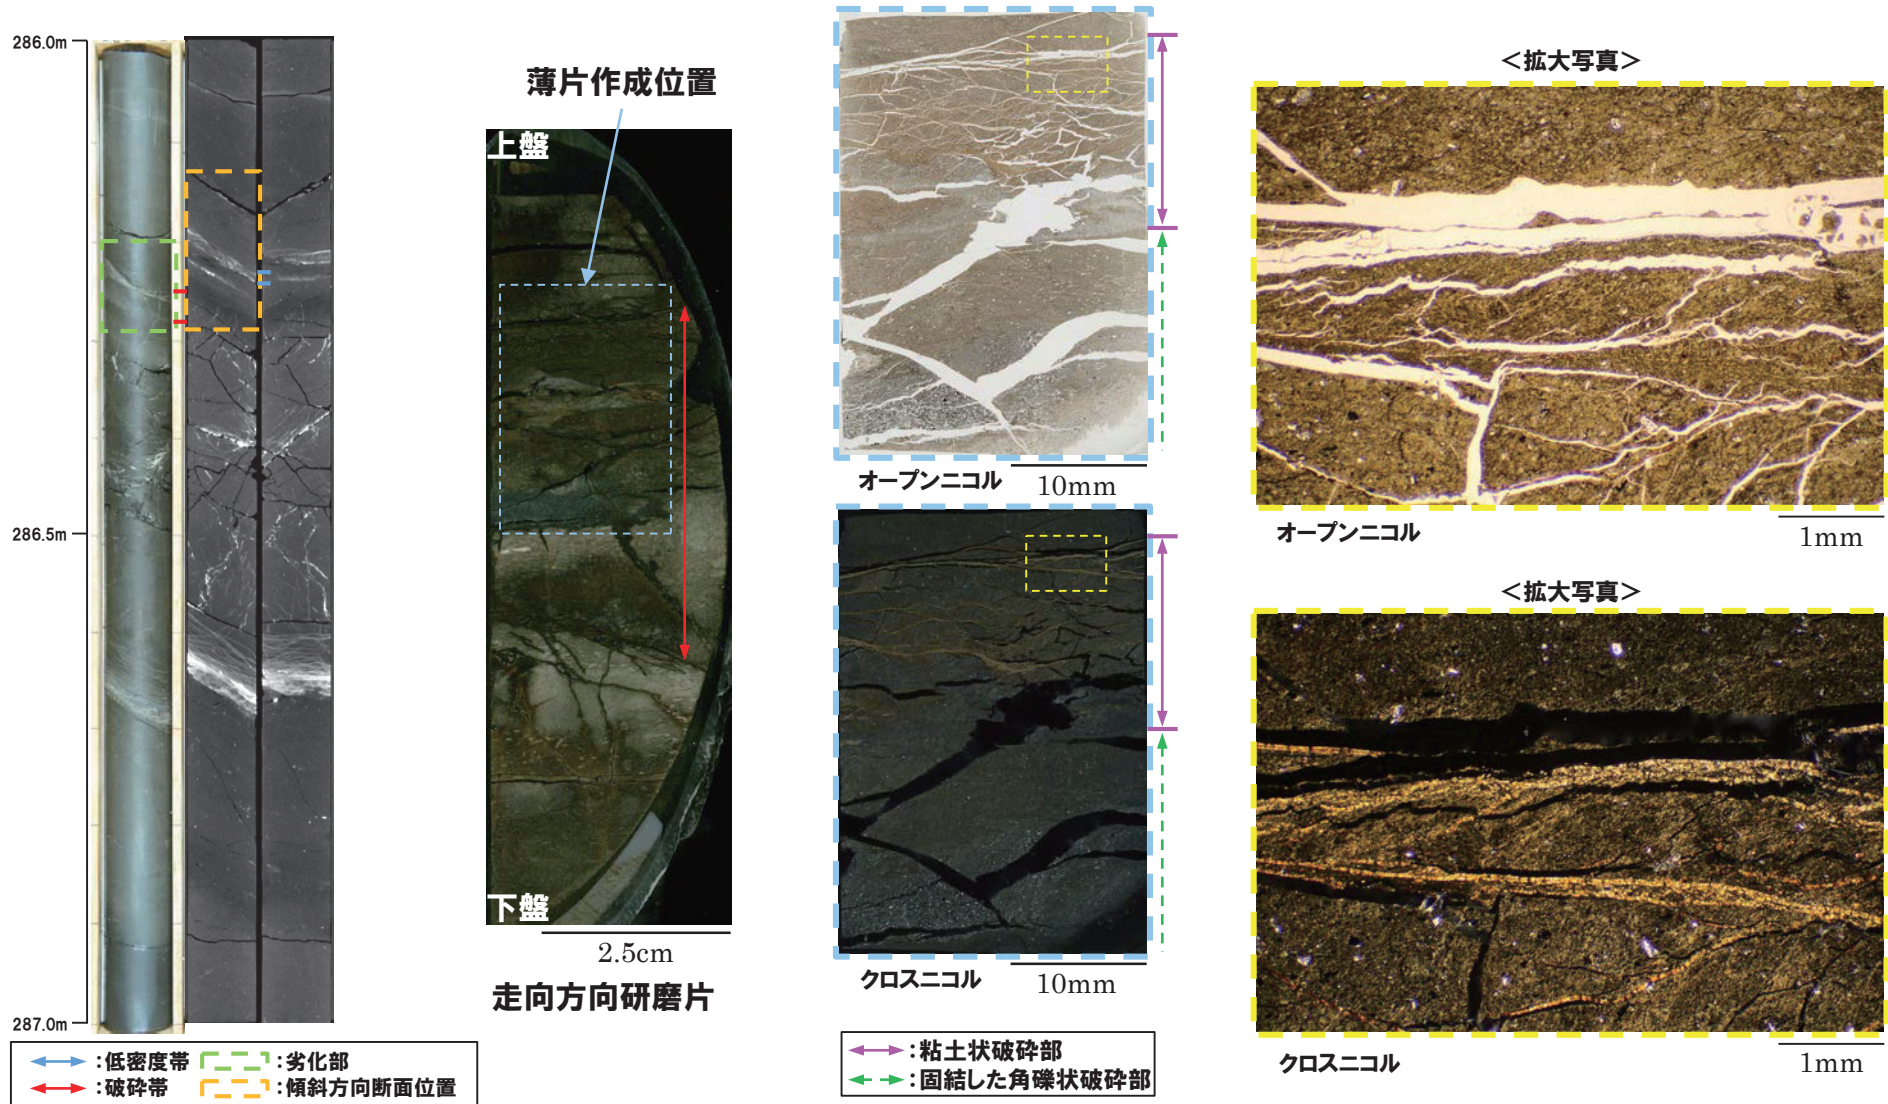 286.0m
286.5m
287.0m
:低密度帯
:劣化部
:破砕帯
:傾斜方向断面位置
薄片作成位置
上盤
下盤
2.5cm
走向方向研磨片
オープンニコル
10mm
クロスニコル
10mm
:粘土状破砕部
:固結した角礫状破砕部
<拡大写真>
オープンニコル
1mm
<拡大写真>
クロスニコル
1mm